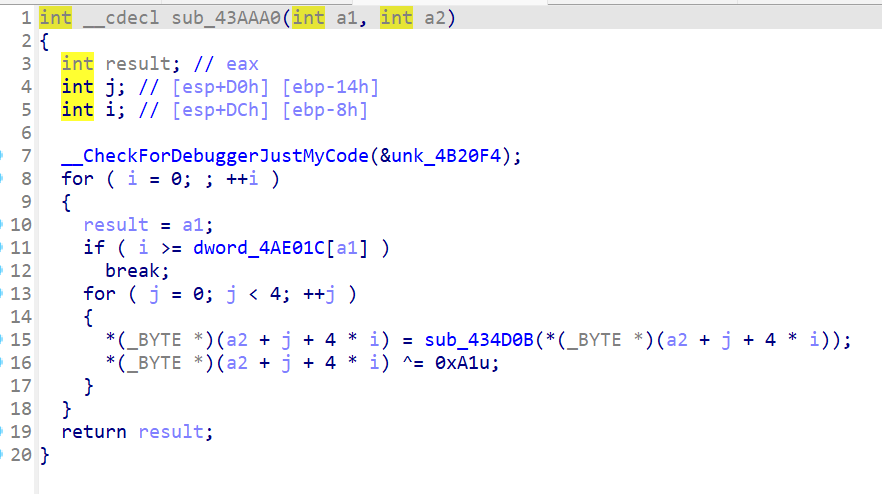 1 int __cdecl sub_43AAA0(int a1, int a2)
2 {
3   int result; // eax
4   int j; // [esp+D0h] [ebp-14h]
5   int i; // [esp+DCh] [ebp-8h]
6
7   __CheckForDebuggerJustMyCode(&unk_4B20F4);
8   for ( i = 0; ; ++i )
9   {
10     result = a1;
11     if ( i >= dword_4AE01C[a1] )
12       break;
13     for ( j = 0; j < 4; ++j )
14     {
15       *(_BYTE *)(a2 + j + 4 * i) = sub_434D0B(*(_BYTE *)(a2 + j + 4 * i));
16       *(_BYTE *)(a2 + j + 4 * i) ^= 0xA1u;
17     }
18   }
19   return result;
20 }